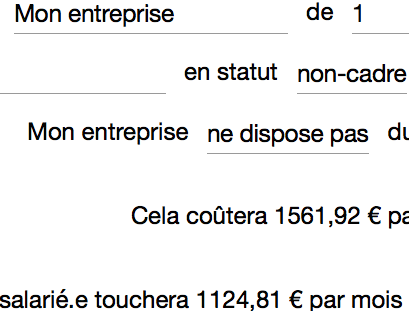 Mon entreprise de 1
en statut non-cadre
Mon entreprise ne dispose pas du
Cela coûtera 1561,92 € pa
salarié.e touchera 1124,81 € par mois